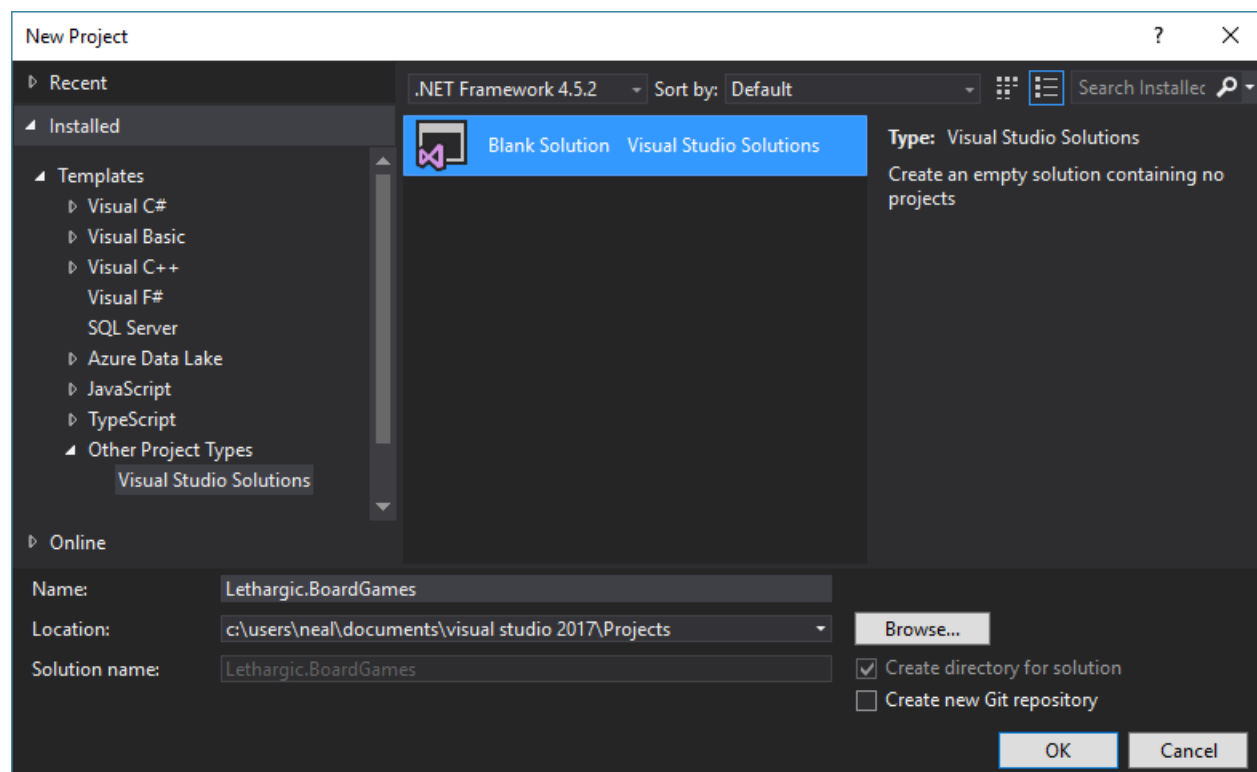 New Project
?
Recent
.NET Framework 4.5.2 Sort by: Default
Search Installec
Installed
Templates
Visual C#
Visual Basic
Visual C++
Visual F#
SQL Server
Azure Data Lake
JavaScript
TypeScript
Other Project Types
Visual Studio Solutions
Online
Blank Solution Visual Studio Solutions
Type: Visual Studio Solutions
Create an empty solution containing no
projects
Name: Lethargic.BoardGames
Location: c:\users\neal\documents\visual studio 2017\Projects
Browse...
Solution name: Lethargic.BoardGames
Create directory for solution
Create new Git repository
OK Cancel